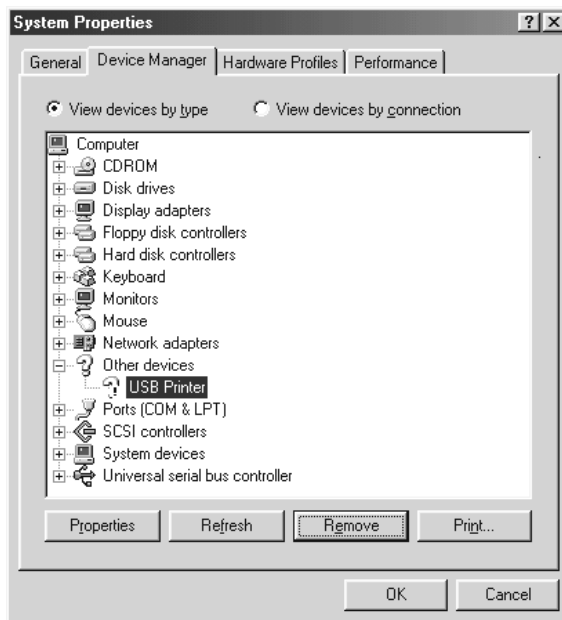 System Properties
General Device Manager Hardware Profiles Performance
View devices by type View devices by connection
Computer
CDROM
Disk drives
Display adapters
Floppy disk controllers
Hard disk controllers
Keyboard
Monitors
Mouse
Network adapters
Other devices
USB Printer
Ports (COM & LPT)
SCSI controllers
System devices
Universal serial bus controller
Properties Refresh Remove Print...
OK Cancel